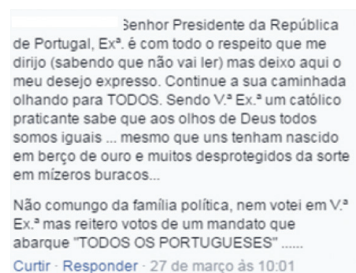 Senhor Presidente da República
de Portugal, Exª. é com todo o respeito que me
dirijo (sabendo que não vai ler) mas deixo aqui o
meu desejo expresso. Continue a sua caminhada
olhando para TODOS. Sendo V.ª Ex.ª um católico
praticante sabe que aos olhos de Deus todos
somos iguais ... mesmo que uns tenham nascido
em berço de ouro e muitos desprotegidos da sorte
em mízeros buracos...
Não comungo da família política, nem votei em V.ª
Ex.ª mas reitero votos de um mandato que
abarque "TODOS OS PORTUGUESES" ......
Curtir · Responder · 27 de março às 10:01